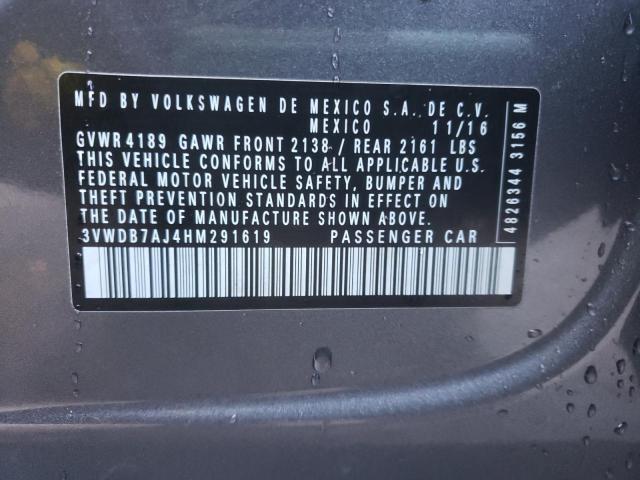 MFD BY VOLKSWAGEN DE MEXICO S.A. DE C.V.
MEXICO 11/16
GVWR 4189 GAWR FRONT 2138 / REAR 2161 LBS
THIS VEHICLE CONFORMS TO ALL APPLICABLE U.S.
FEDERAL MOTOR VEHICLE SAFETY, BUMPER AND
THEFT PREVENTION STANDARDS IN EFFECT ON
THE DATE OF MANUFACTURE SHOWN ABOVE.
3VWDB7AJ4HM291619 PASSENGER CAR
4826344 3156 M